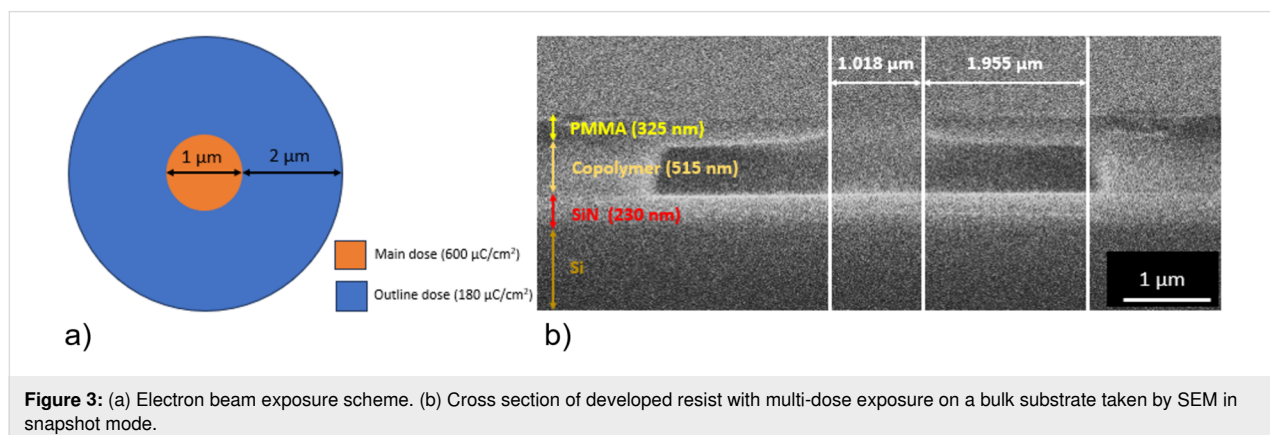 1 µm
2 µm
Main dose (600 µC/cm²)
Outline dose (180 µC/cm²)
a)
1.018 µm
1.955 µm
PMMA (325 nm)
Copolymer (515 nm)
SiN (230 nm)
Si
1 µm
b)
Figure 3: (a) Electron beam exposure scheme. (b) Cross section of developed resist with multi-dose exposure on a bulk substrate taken by SEM in
snapshot mode.